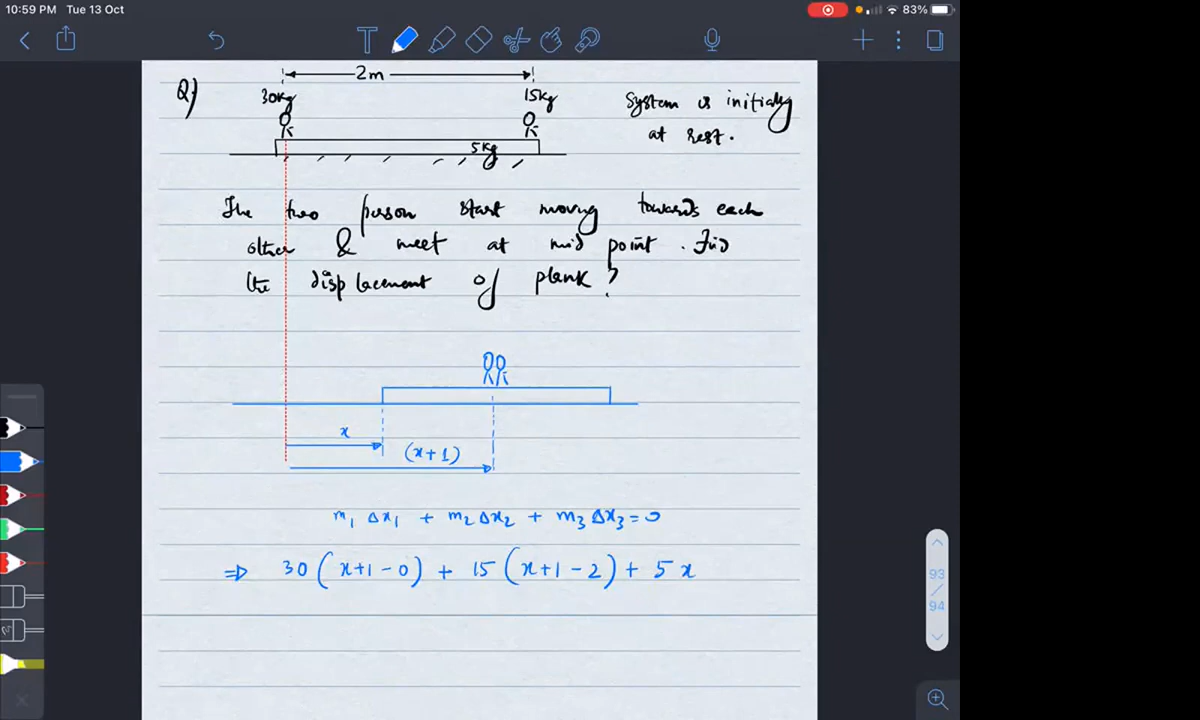 10:59 PM Tue 13 Oct
83%
2m
Q)
30kg
15kg
System is initially
at rest.
5kg
The two person start moving towards each
other & meet at mid point. Find
the displacement of plank?
x
(x+1)
m₁ Δx₁ + m₂ Δx₂ + m₃ Δx₃ = 0
⇒ 30 (x+1-0) + 15 (x+1-2) + 5x
93
94